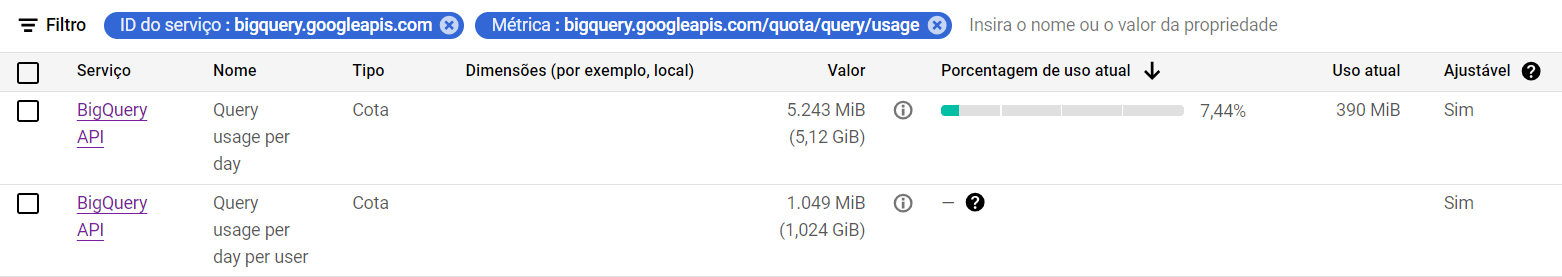 Filtro ID do serviço : bigquery.googleapis.com Métrica : bigquery.googleapis.com/quota/query/usage Insira o nome ou o valor da propriedade
Serviço Nome Tipo Dimensões (por exemplo, local) Valor Porcentagem de uso atual Uso atual Ajustável
BigQuery Query Cota 5.243 MiB 7,44% 390 MiB Sim
API usage per (5,12 GiB)
day
BigQuery Query Cota 1.049 MiB — Sim
API usage per (1,024 GiB)
day per user